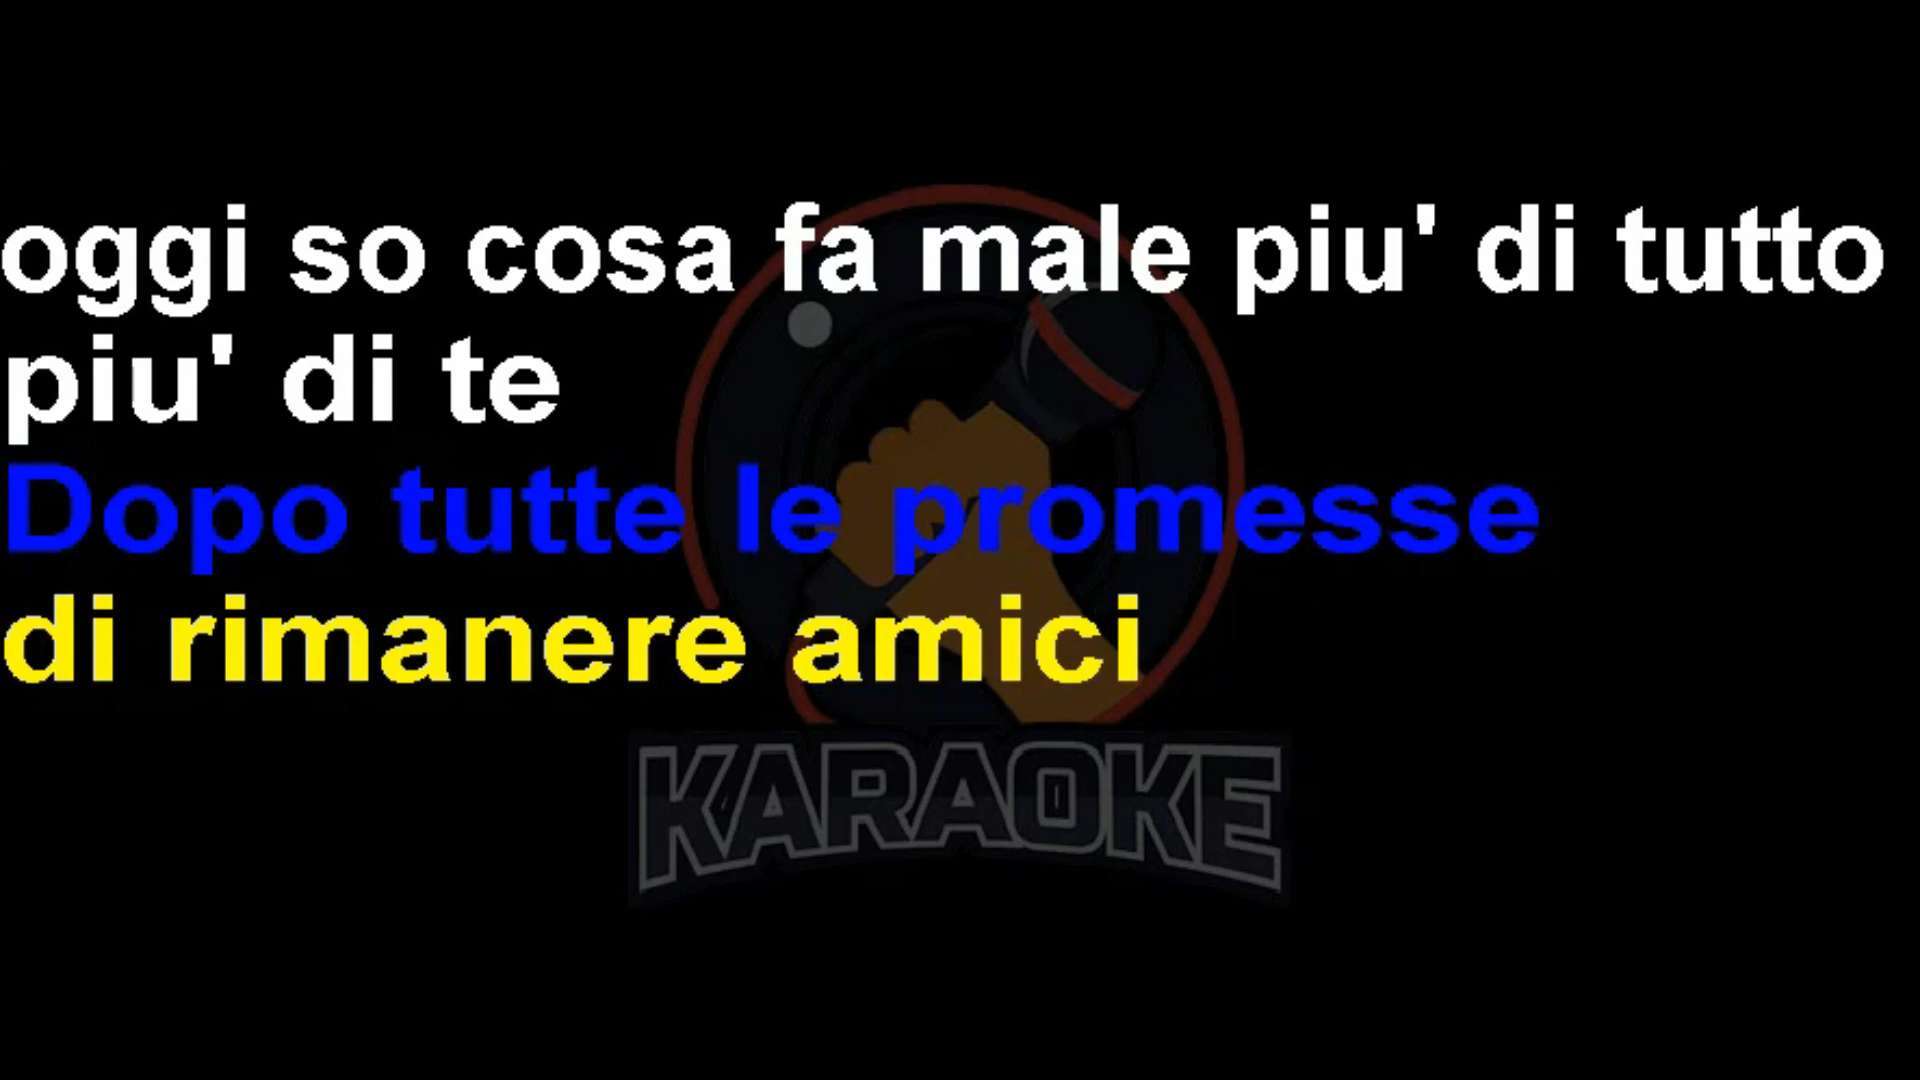 oggi so cosa fa male piu' di tutto
piu' di te
Dopo tutte le promesse
di rimanere amici
KARAOKE